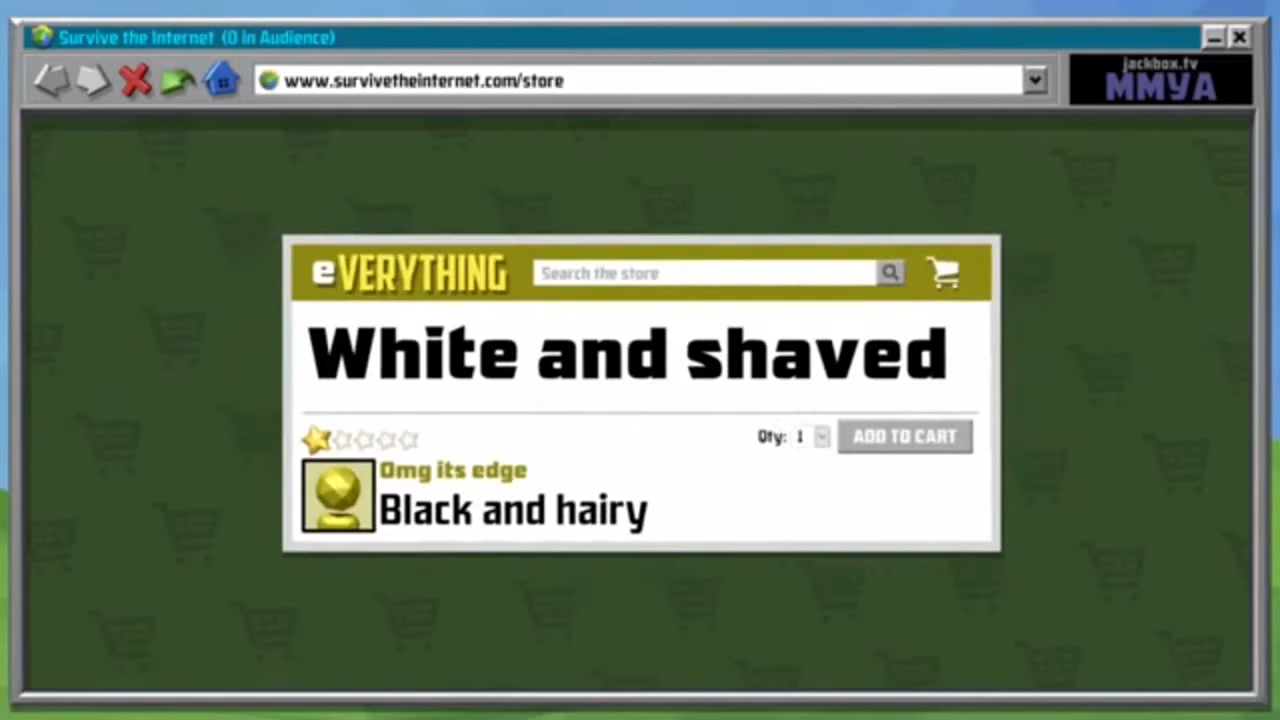 Survive the Internet (0 in Audience)
www.survivetheinternet.com/store
jackbox.tv
MMYA
eVERYTHING
Search the store
White and shaved
Qty: 1
ADD TO CART
Omg its edge
Black and hairy